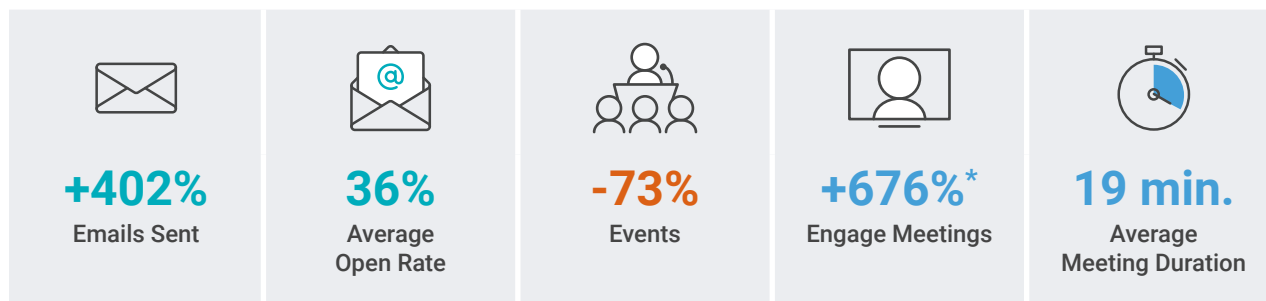 @
+402%
Emails Sent
36%
Average
Open Rate
-73%
Events
+676%*
Engage Meetings
19 min.
Average
Meeting Duration